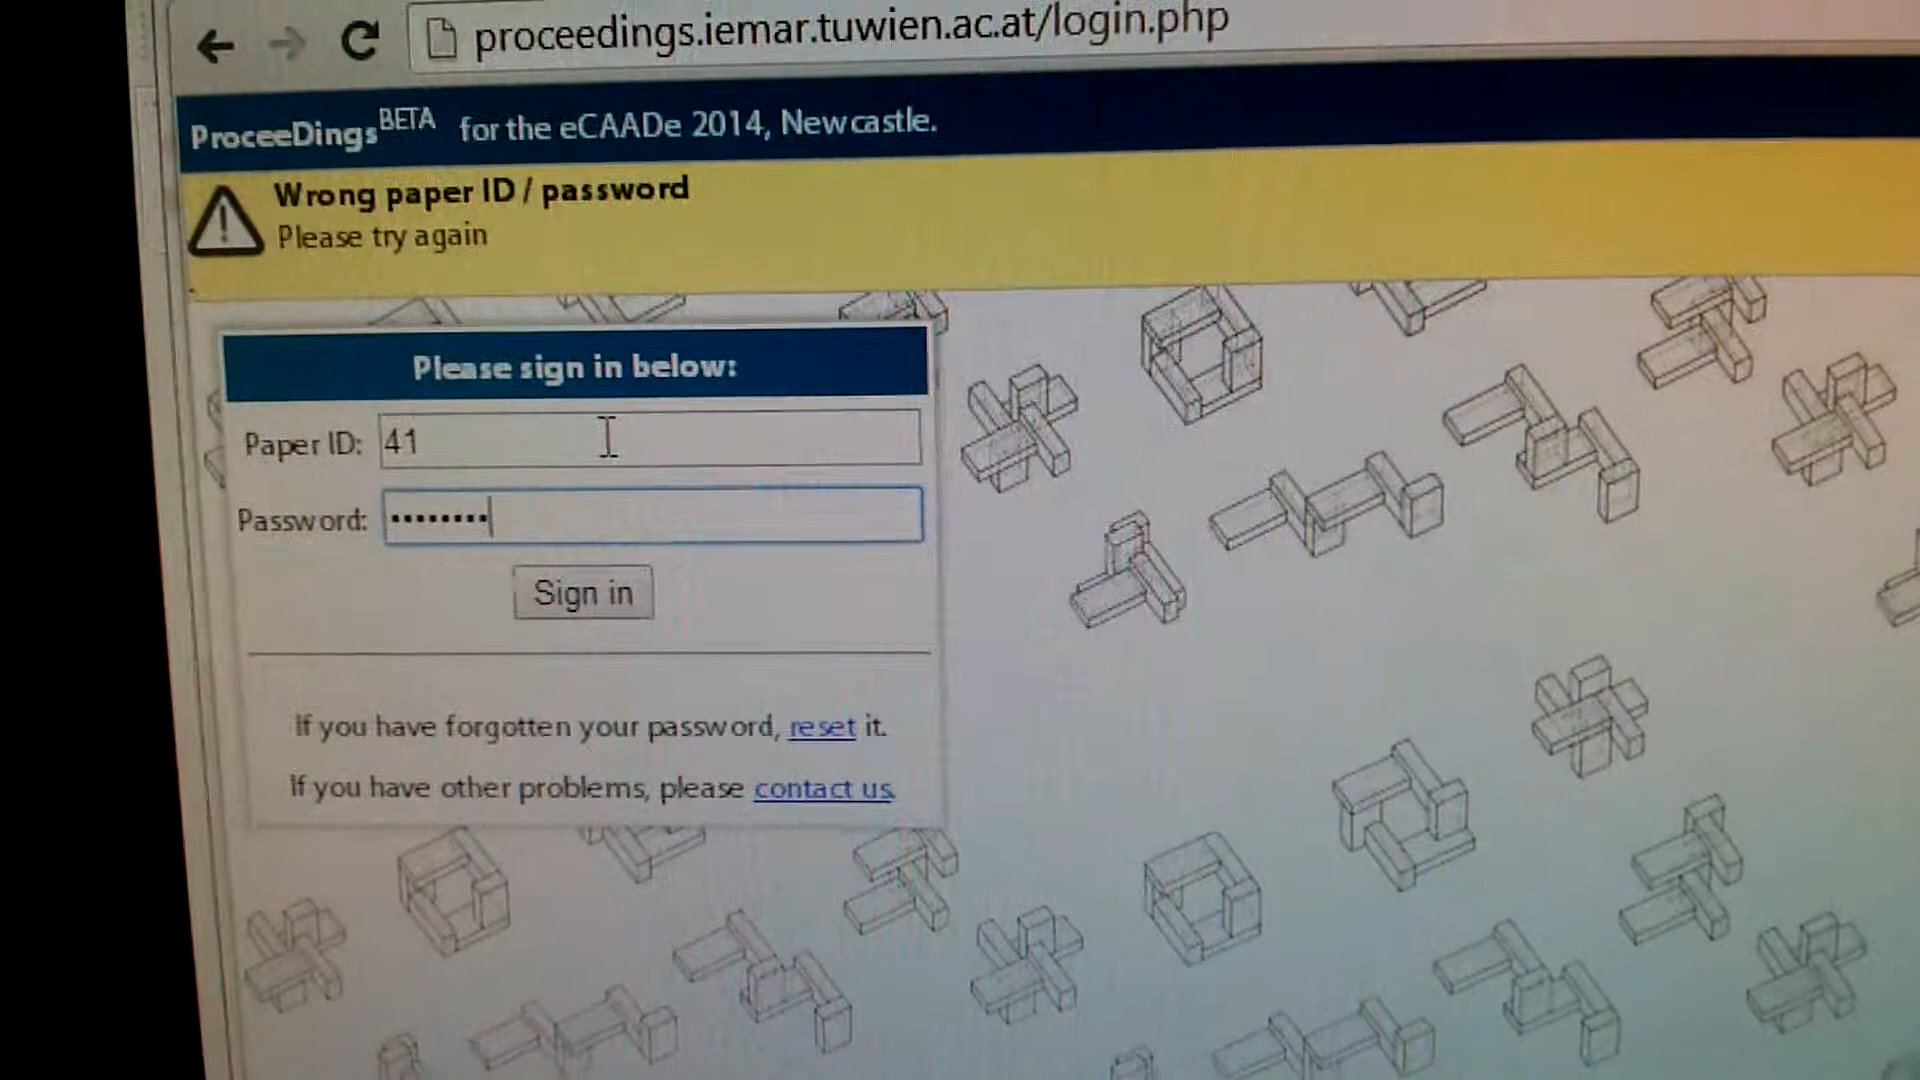 proceedings.iemar.tuwien.ac.at/login.php
ProceeDings BETA for the eCAADe 2014, Newcastle.
Wrong paper ID / password
Please try again
Please sign in below:
Paper ID: 41
Password: ••••••••
Sign in
If you have forgotten your password, reset it.
If you have other problems, please contact us